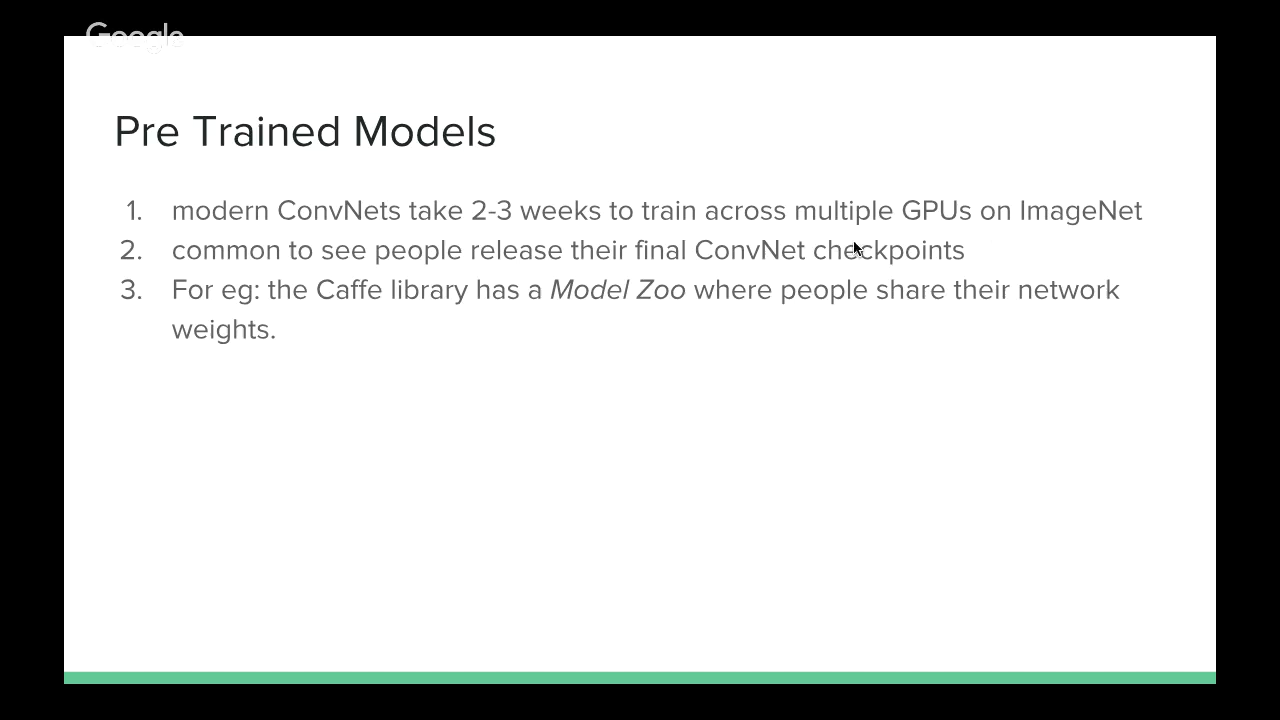 Google
Pre Trained Models
1. modern ConvNets take 2-3 weeks to train across multiple GPUs on ImageNet
2. common to see people release their final ConvNet checkpoints
3. For eg: the Caffe library has a Model Zoo where people share their network
weights.